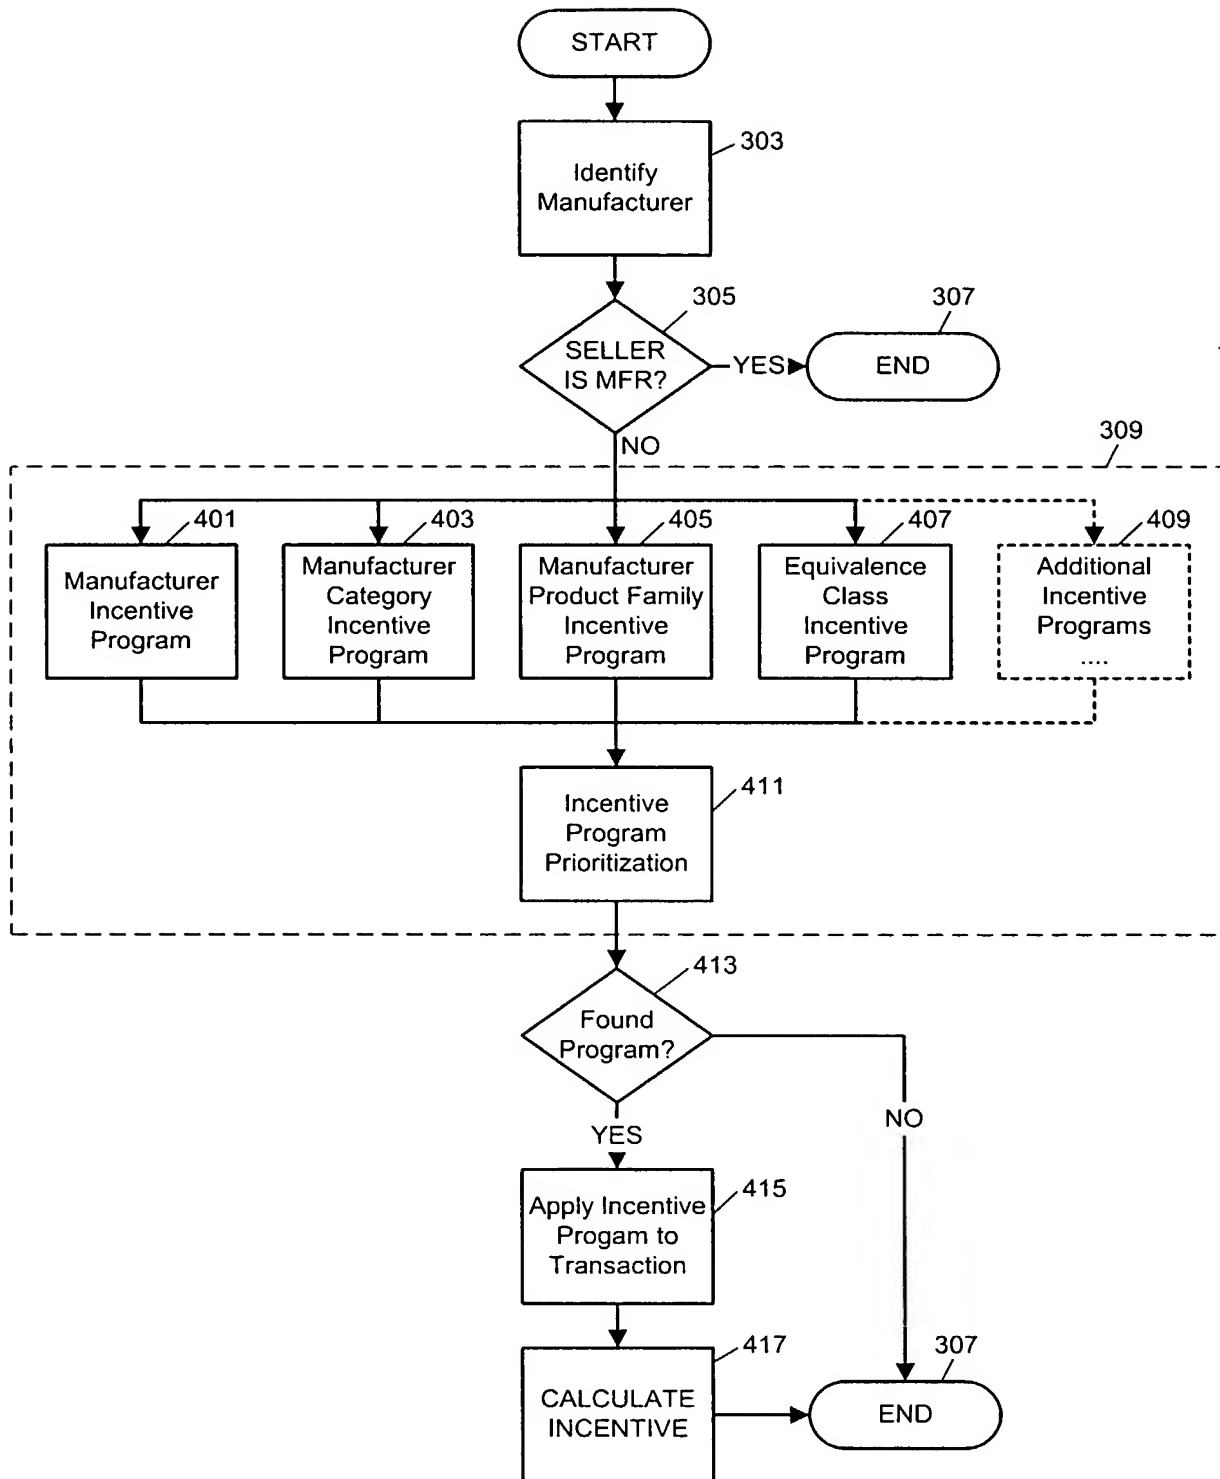 START
303
Identify
Manufacturer
305
307
SELLER
IS MFR?
YES
END
NO
309
401
403
405
407
409
Manufacturer
Incentive
Program
Manufacturer
Category
Incentive
Program
Manufacturer
Product Family
Incentive
Program
Equivalence
Class
Incentive
Program
Additional
Incentive
Programs
....
411
Incentive
Program
Prioritization
413
Found
Program?
YES
NO
415
Apply Incentive
Progam to
Transaction
417
307
CALCULATE
INCENTIVE
END